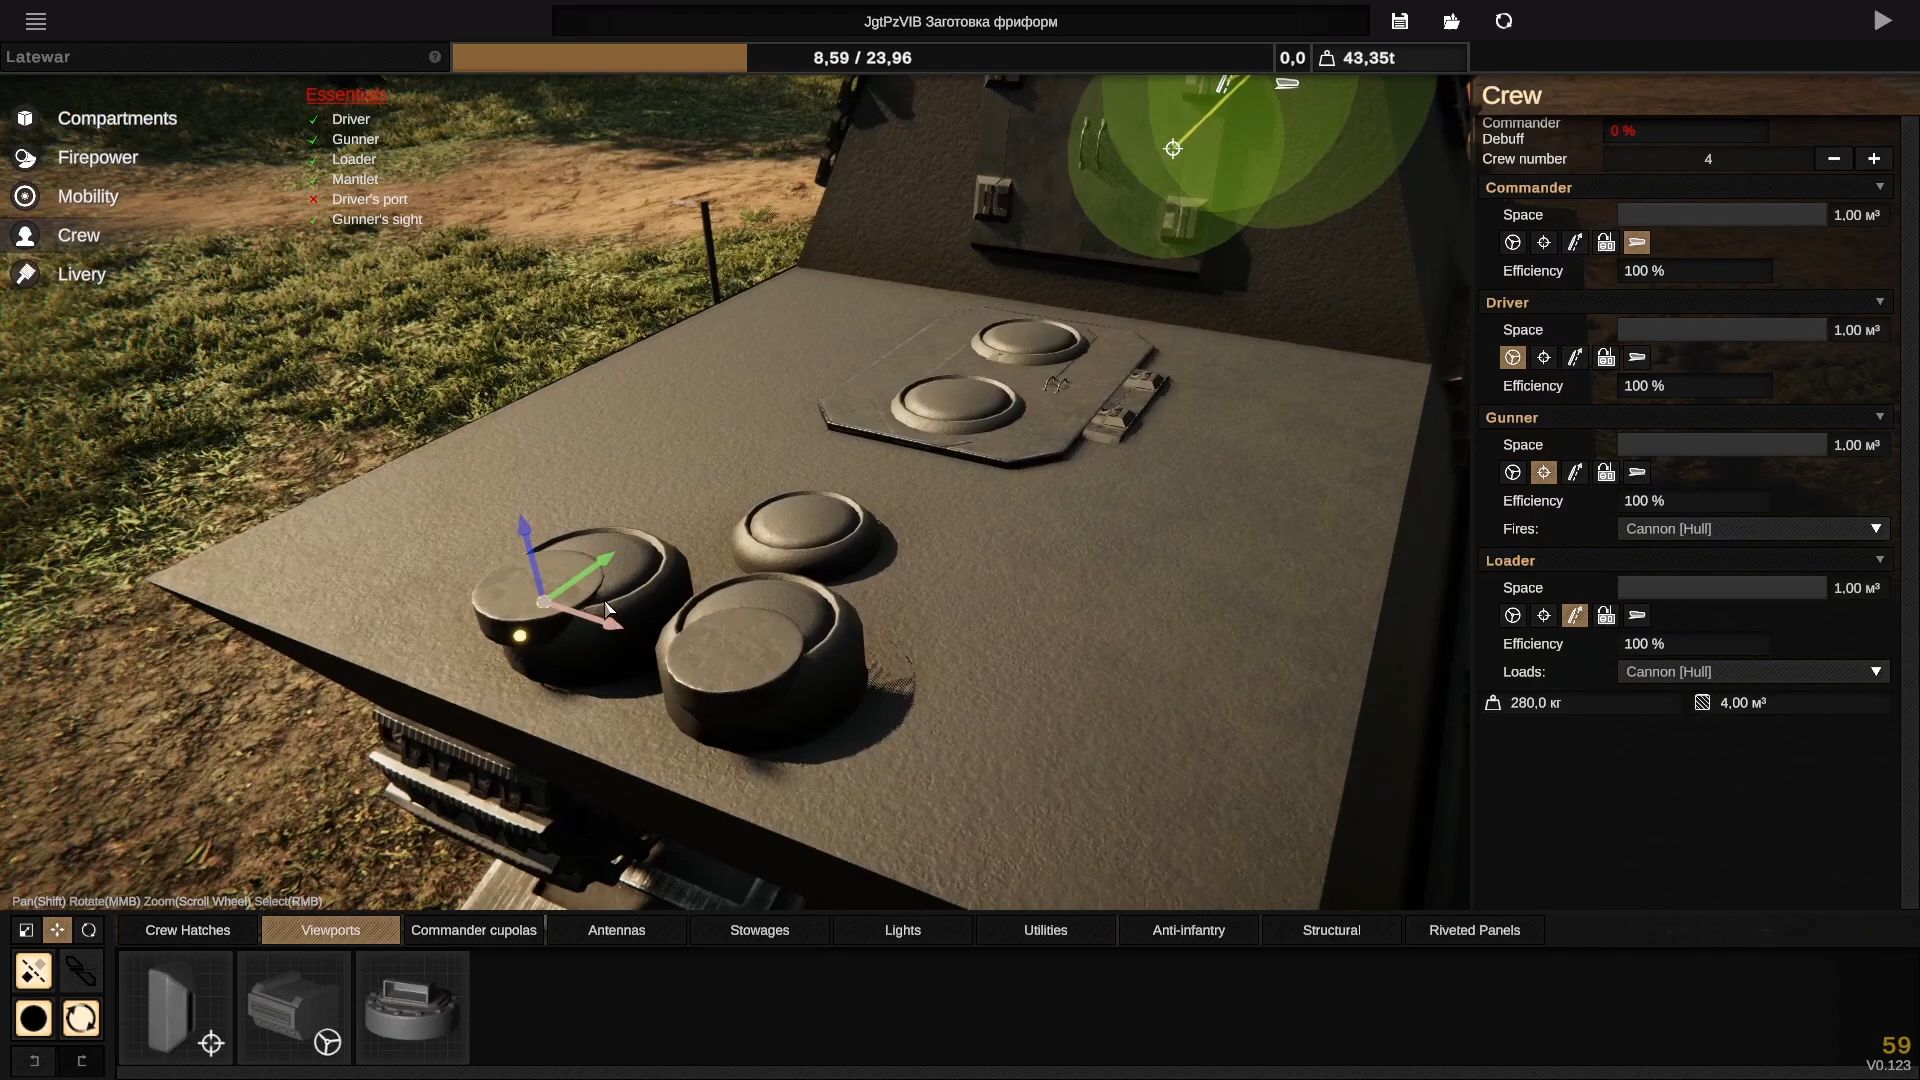 JgtPzVIB Заготовка фриформ
Latewar
8,59 / 23,96
0,0
43,35t
Essentials
Driver
Gunner
Loader
Mantlet
Driver's port
Gunner's sight
Compartments
Firepower
Mobility
Crew
Livery
Crew
Commander Debuff
0 %
Crew number
4
Commander
Space
1,00 м³
Efficiency
100 %
Driver
Space
1,00 м³
Efficiency
100 %
Gunner
Space
1,00 м³
Efficiency
100 %
Fires:
Cannon [Hull]
Loader
Space
1,00 м³
Efficiency
100 %
Loads:
Cannon [Hull]
280,0 кг
4,00 м³
Pan(Shift) Rotate(MMB) Zoom(Scroll Wheel) Select(RMB)
Crew Hatches
Viewports
Commander cupolas
Antennas
Stowages
Lights
Utilities
Anti-infantry
Structural
Riveted Panels
59
V0.123